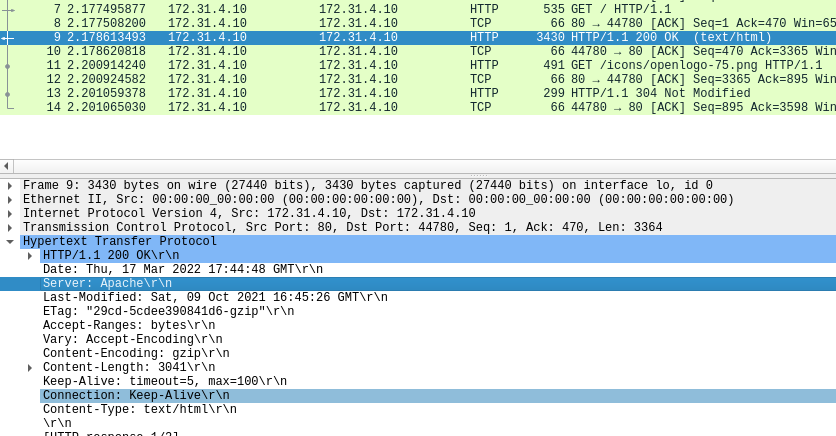 7 2.177495877 172.31.4.10 172.31.4.10 HTTP 535 GET / HTTP/1.1
8 2.177508200 172.31.4.10 172.31.4.10 TCP 66 80 → 44780 [ACK] Seq=1 Ack=470 Win=65
9 2.178613493 172.31.4.10 172.31.4.10 HTTP 3430 HTTP/1.1 200 OK (text/html)
10 2.178620818 172.31.4.10 172.31.4.10 TCP 66 44780 → 80 [ACK] Seq=470 Ack=3365 Win
11 2.200914240 172.31.4.10 172.31.4.10 HTTP 491 GET /icons/openlogo-75.png HTTP/1.1
12 2.200924582 172.31.4.10 172.31.4.10 TCP 66 80 → 44780 [ACK] Seq=3365 Ack=895 Win
13 2.201059378 172.31.4.10 172.31.4.10 HTTP 299 HTTP/1.1 304 Not Modified
14 2.201065030 172.31.4.10 172.31.4.10 TCP 66 44780 → 80 [ACK] Seq=895 Ack=3598 Win
Frame 9: 3430 bytes on wire (27440 bits), 3430 bytes captured (27440 bits) on interface lo, id 0
Ethernet II, Src: 00:00:00_00:00:00 (00:00:00:00:00:00), Dst: 00:00:00_00:00:00 (00:00:00:00:00:00)
Internet Protocol Version 4, Src: 172.31.4.10, Dst: 172.31.4.10
Transmission Control Protocol, Src Port: 80, Dst Port: 44780, Seq: 1, Ack: 470, Len: 3364
Hypertext Transfer Protocol
HTTP/1.1 200 OK\r\n
Date: Thu, 17 Mar 2022 17:44:48 GMT\r\n
Server: Apache\r\n
Last-Modified: Sat, 09 Oct 2021 16:45:26 GMT\r\n
ETag: "29cd-5cdee390841d6-gzip"\r\n
Accept-Ranges: bytes\r\n
Vary: Accept-Encoding\r\n
Content-Encoding: gzip\r\n
Content-Length: 3041\r\n
Keep-Alive: timeout=5, max=100\r\n
Connection: Keep-Alive\r\n
Content-Type: text/html\r\n
\r\n
[HTTP response 1/2]